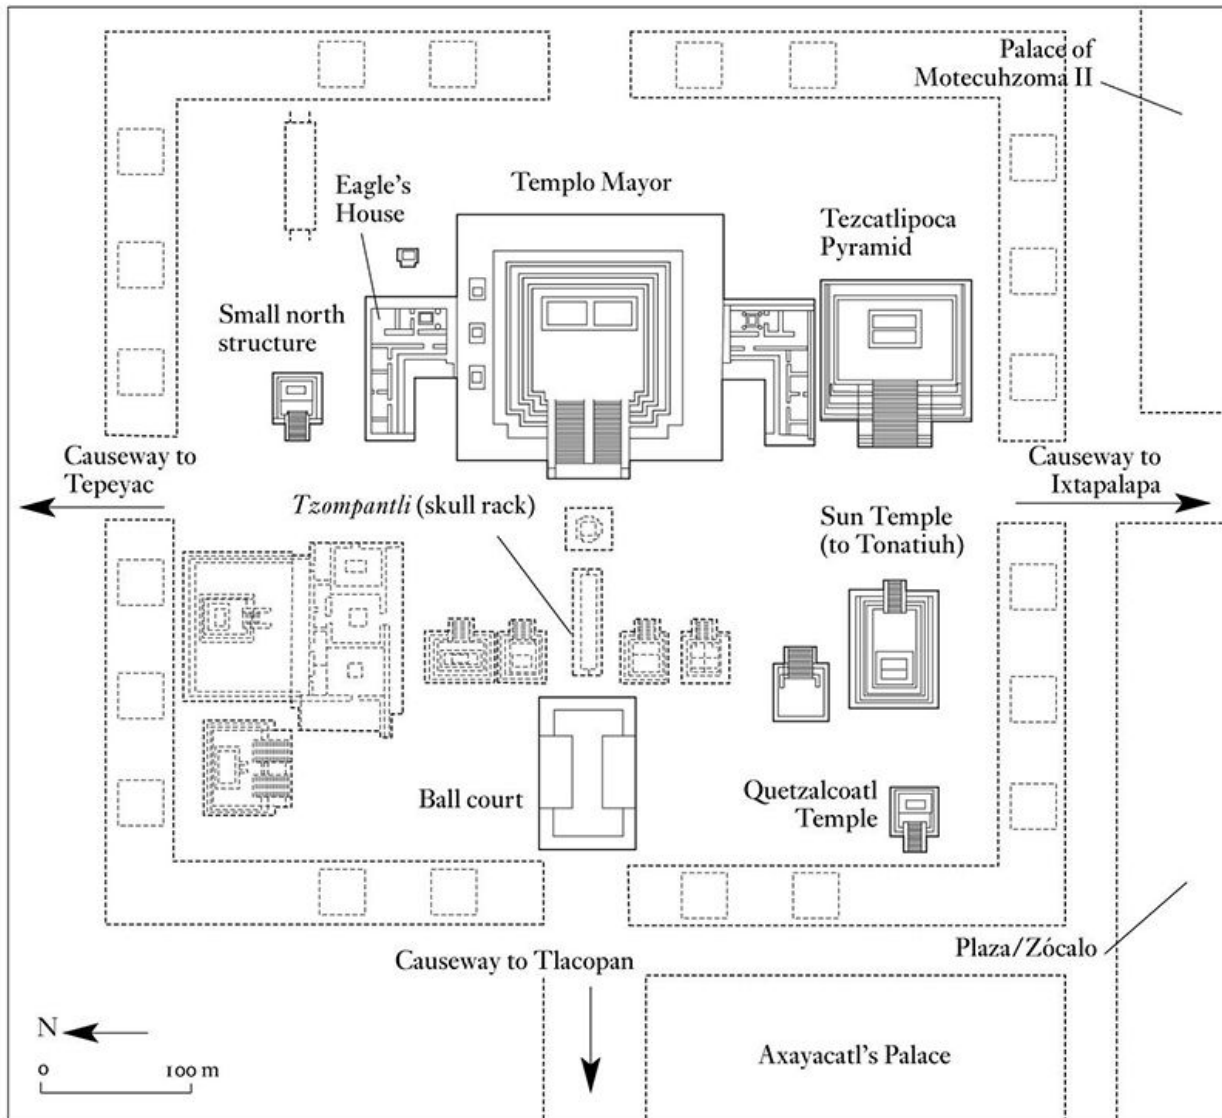 Palace of
Motecuhzoma II
Templo Mayor
Eagle's
House
Tezcatlipoca
Pyramid
Small north
structure
Causeway to
Tepeyac
Causeway to
Ixtapalapa
Tzompantli (skull rack)
Sun Temple
(to Tonatiuh)
Ball court
Quetzalcoatl
Temple
Causeway to Tlacopan
Plaza/Zócalo
N
0 100 m
Axayacatl's Palace